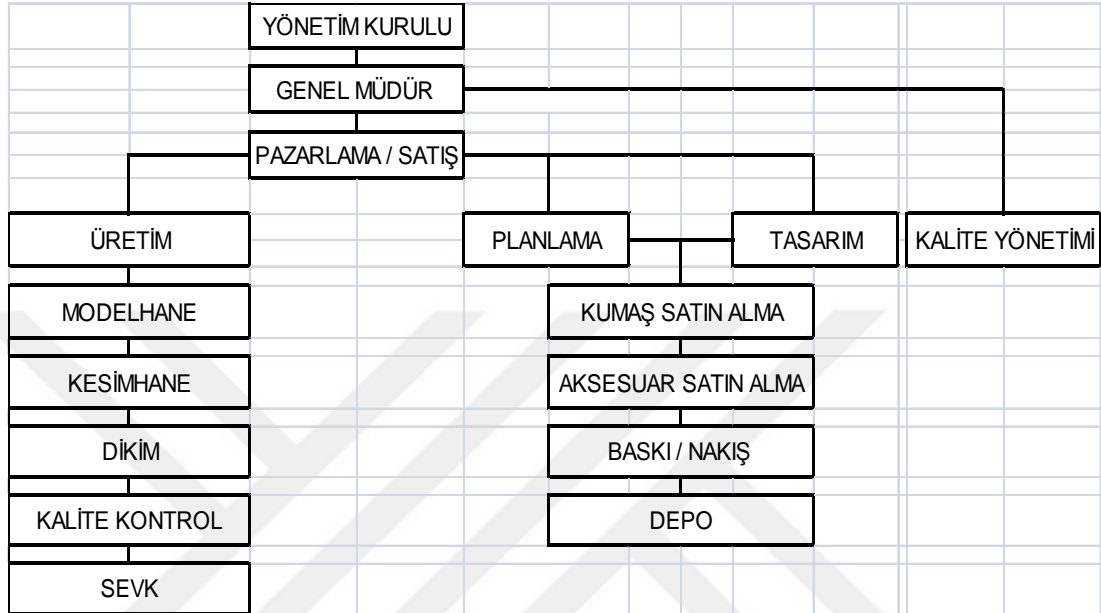 YÖNETİM KURULU
GENEL MÜDÜR
PAZARLAMA / SATIŞ
ÜRETİM
PLANLAMA
TASARIM
KALİTE YÖNETİMİ
MODELHANE
KUMAŞ SATIN ALMA
KESİMHANE
AKSESUAR SATIN ALMA
DİKİM
BASKI / NAKIŞ
KALİTE KONTROL
DEPO
SEVK